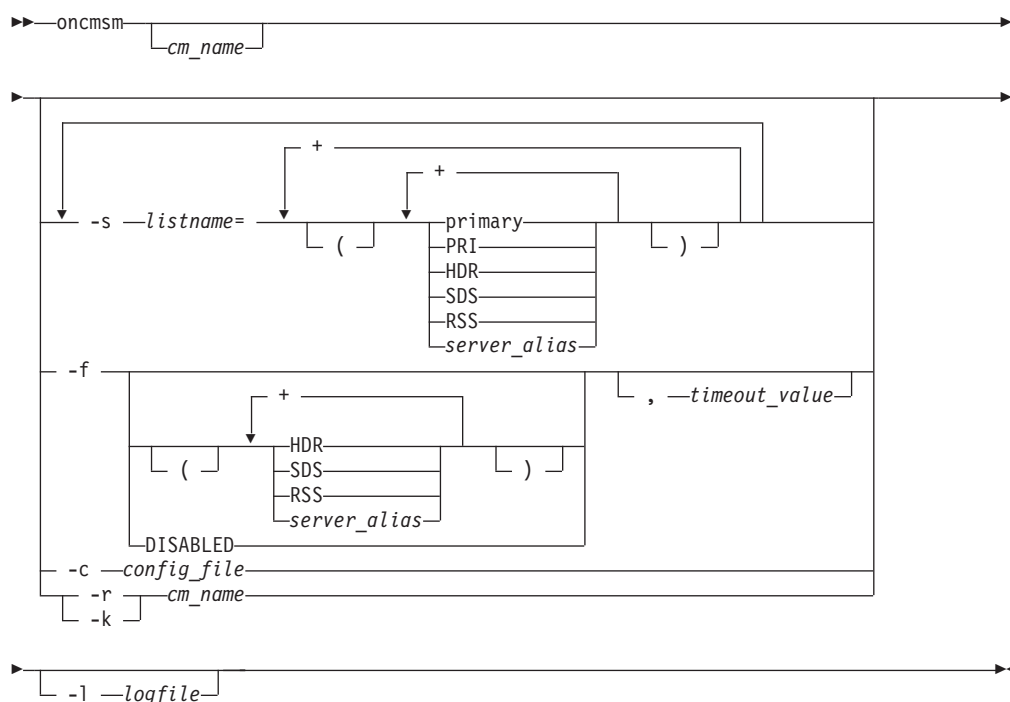 oncmsm
cm_name
+
+
-s listname= primary
( PRI )
HDR
SDS
RSS
server_alias
-f
+ , timeout_value
HDR
( SDS )
RSS
server_alias
DISABLED
-c config_file
-r cm_name
-k
-l logfile